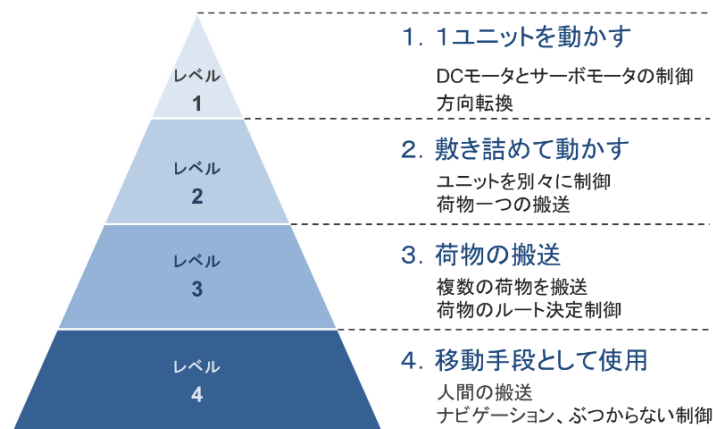 レベル
1
1. 1ユニットを動かす
DCモータとサーボモータの制御
方向転換
レベル
2
2. 敷き詰めて動かす
ユニットを別々に制御
荷物一つの搬送
レベル
3
3. 荷物の搬送
複数の荷物を搬送
荷物のルート決定制御
レベル
4
4. 移動手段として使用
人間の搬送
ナビゲーション、ぶつからない制御